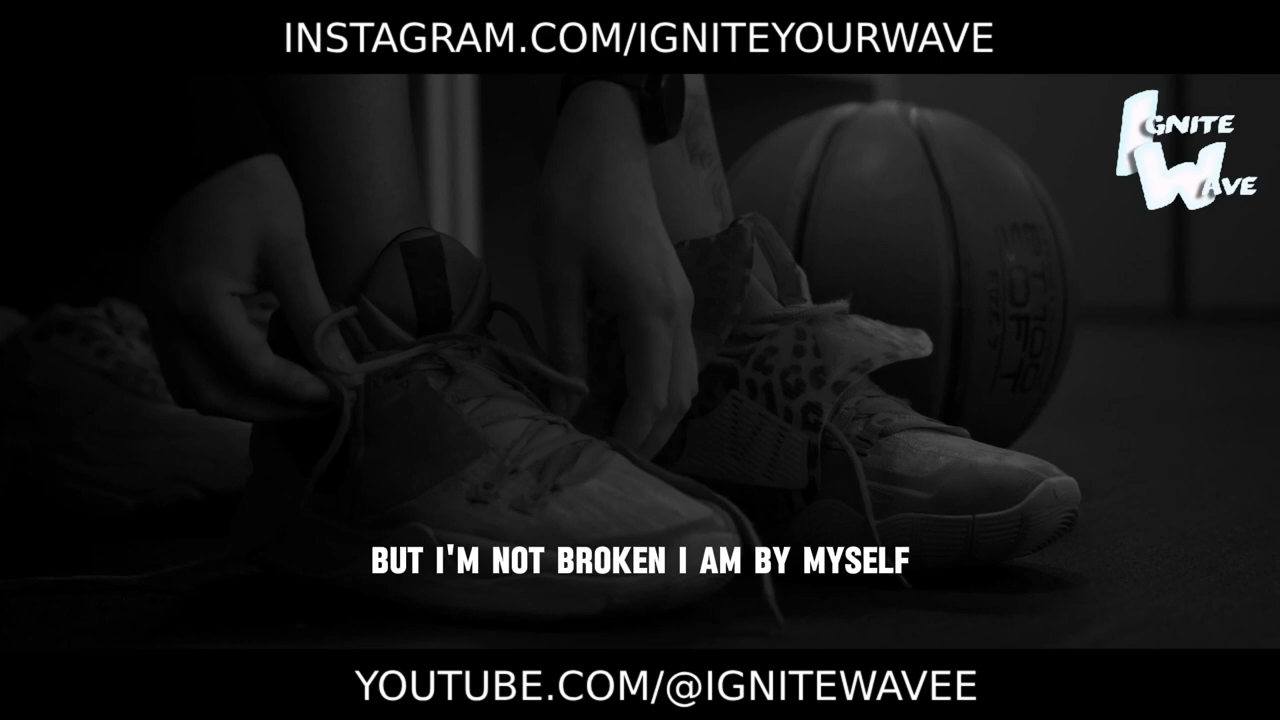 INSTAGRAM.COM/IGNITEYOURWAVE
IGNITE
WAVE
BUT I'M NOT BROKEN I AM BY MYSELF
YOUTUBE.COM/@IGNITEWAVEE